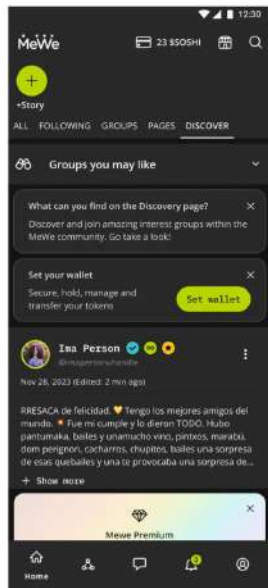 12:30
MeWe
23 $SOSHI
+Story
ALL FOLLOWING GROUPS PAGES DISCOVER
Groups you may like
What can you find on the Discovery page?
Discover and join amazing interest groups within the
MeWe community. Go take a look!
Set your wallet
Secure, hold, manage and
transfer your tokens
Set wallet
Ima Person
@imapersonshandle
Nov 28, 2023 (Edited: 2 min ago)
RRESACA de felicidad. Tengo los mejores amigos del
mundo. Fue mi cumple y lo dieron TODO. Hubo
pantumaka, bailes y unamucho vino, pintxos, marabú,
dom perignon, cacharros, chupitos, bailes una sorpresa
de esas quebailes y una te provocaba una sorpresa de...
+ Show more
Mewe Premium
Home